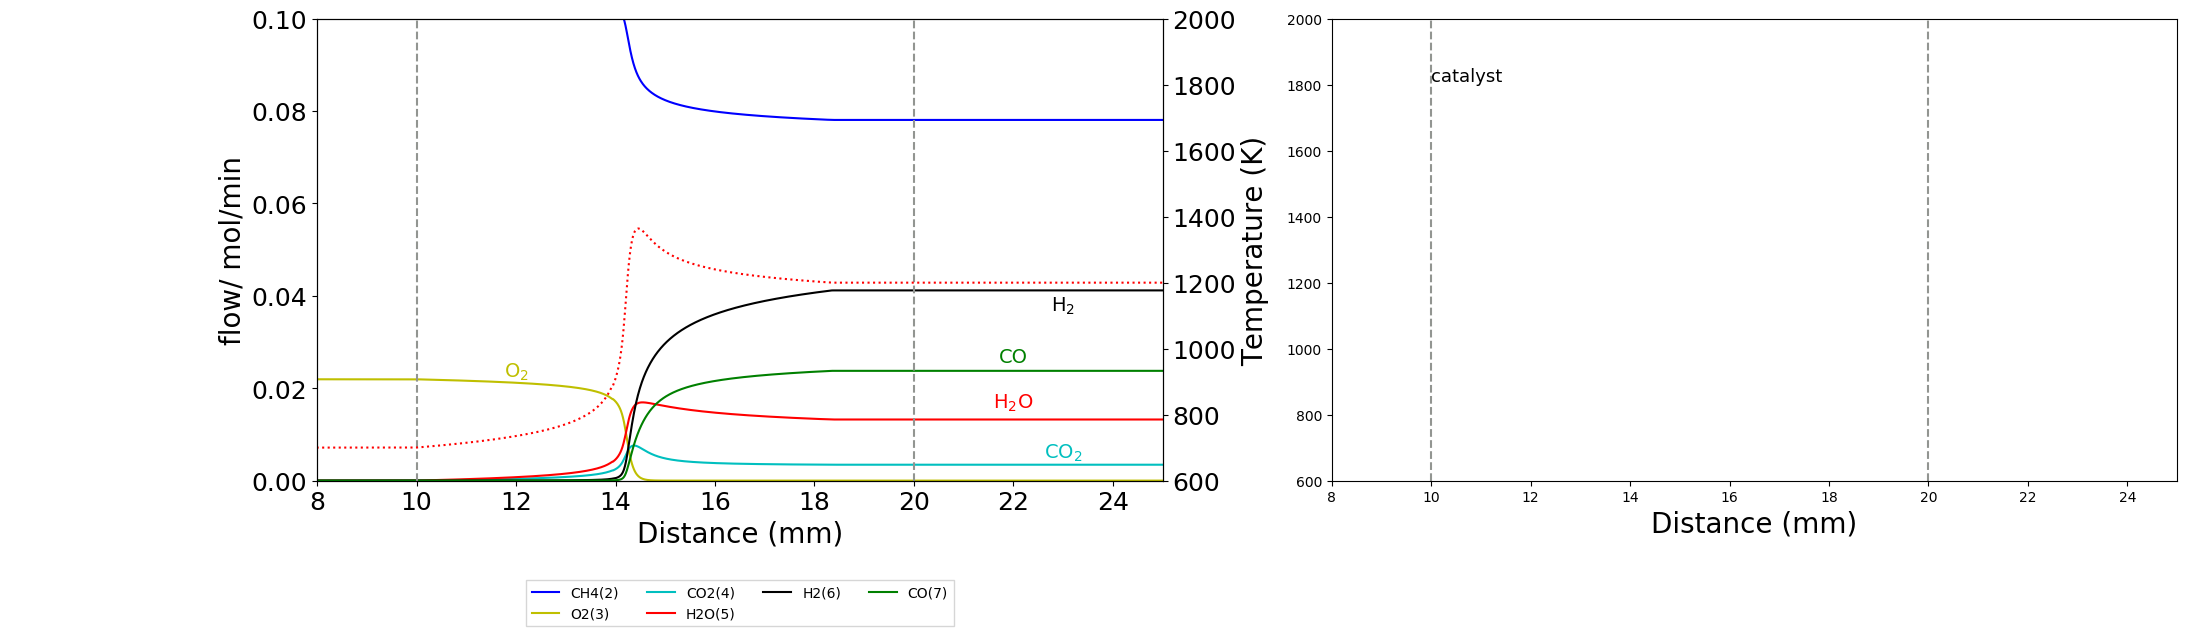 0.10
0.08
0.06
0.04
0.02
0.00
flow/ mol/min
8 10 12 14 16 18 20 22 24
Distance (mm)
O2
H2
CO
H2O
CO2
2000
1800
1600
1400
1200
1000
800
600
Temperature (K)
CH4(2) CO2(4) H2(6) CO(7)
O2(3) H2O(5)
2000
1800
1600
1400
1200
1000
800
600
catalyst
8 10 12 14 16 18 20 22 24
Distance (mm)